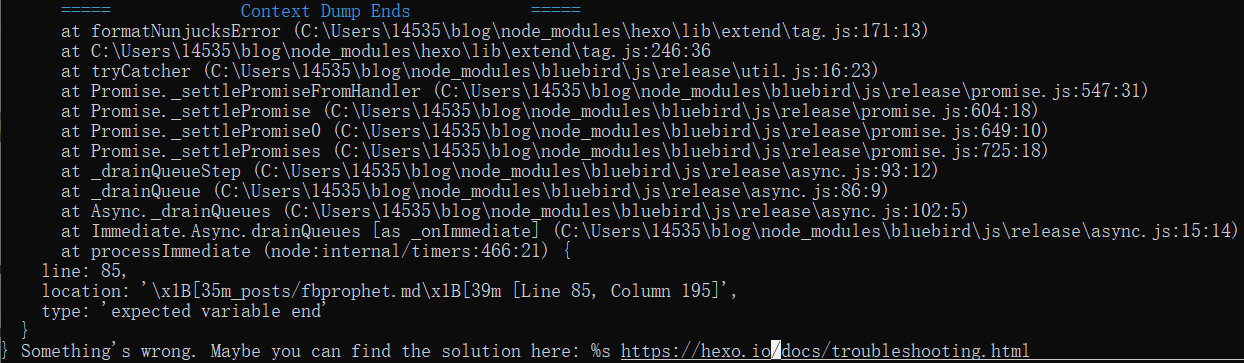 ===== Context Dump Ends =====
at formatNunjucksError (C:\Users\14535\blog\node_modules\hexo\lib\extend\tag.js:171:13)
at C:\Users\14535\blog\node_modules\hexo\lib\extend\tag.js:246:36
at tryCatcher (C:\Users\14535\blog\node_modules\bluebird\js\release\util.js:16:23)
at Promise._settlePromiseFromHandler (C:\Users\14535\blog\node_modules\bluebird\js\release\promise.js:547:31)
at Promise._settlePromise (C:\Users\14535\blog\node_modules\bluebird\js\release\promise.js:604:18)
at Promise._settlePromise0 (C:\Users\14535\blog\node_modules\bluebird\js\release\promise.js:649:10)
at Promise._settlePromises (C:\Users\14535\blog\node_modules\bluebird\js\release\promise.js:725:18)
at _drainQueueStep (C:\Users\14535\blog\node_modules\bluebird\js\release\async.js:93:12)
at _drainQueue (C:\Users\14535\blog\node_modules\bluebird\js\release\async.js:86:9)
at Async._drainQueues (C:\Users\14535\blog\node_modules\bluebird\js\release\async.js:102:5)
at Immediate.Async.drainQueues [as _onImmediate] (C:\Users\14535\blog\node_modules\bluebird\js\release\async.js:15:14)
at processImmediate (node:internal/timers:466:21) {
line: 85,
location: '\x1B[35m_posts/fbprophet.md\x1B[39m [Line 85, Column 195]',
type: 'expected variable end'
}
} Something's wrong. Maybe you can find the solution here: %s https://hexo.io/docs/troubleshooting.html